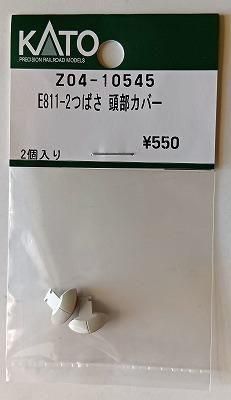 KATO
PRECISION RAILROAD MODELS
Z04-10545
E811-2つばさ 頭部カバー
¥550
2個入り